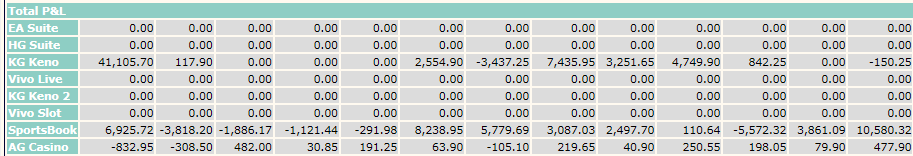 Total P&L
EA Suite 0.00 0.00 0.00 0.00 0.00 0.00 0.00 0.00 0.00 0.00 0.00 0.00 0.00
HG Suite 0.00 0.00 0.00 0.00 0.00 0.00 0.00 0.00 0.00 0.00 0.00 0.00 0.00
KG Keno 41,105.70 117.90 0.00 0.00 0.00 2,554.90 -3,437.25 7,435.95 3,251.65 4,749.90 842.25 0.00 -150.25
Vivo Live 0.00 0.00 0.00 0.00 0.00 0.00 0.00 0.00 0.00 0.00 0.00 0.00 0.00
KG Keno 2 0.00 0.00 0.00 0.00 0.00 0.00 0.00 0.00 0.00 0.00 0.00 0.00 0.00
Vivo Slot 0.00 0.00 0.00 0.00 0.00 0.00 0.00 0.00 0.00 0.00 0.00 0.00 0.00
SportsBook 6,925.72 -3,818.20 -1,886.17 -1,121.44 -291.98 8,238.95 5,779.69 3,087.03 2,497.70 110.64 -5,572.32 3,861.09 10,580.32
AG Casino -832.95 -308.50 482.00 30.85 191.25 63.90 -105.10 219.65 40.90 250.55 198.05 79.90 477.90